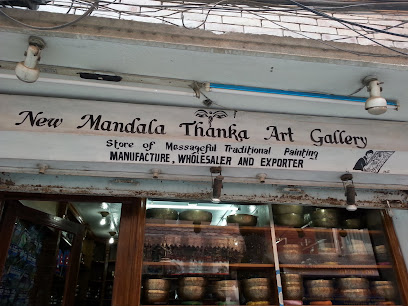 New Mandala Thanka Art Gallery
Store of Messageful Traditional Painting
MANUFACTURE, WHOLESALER AND EXPORTER